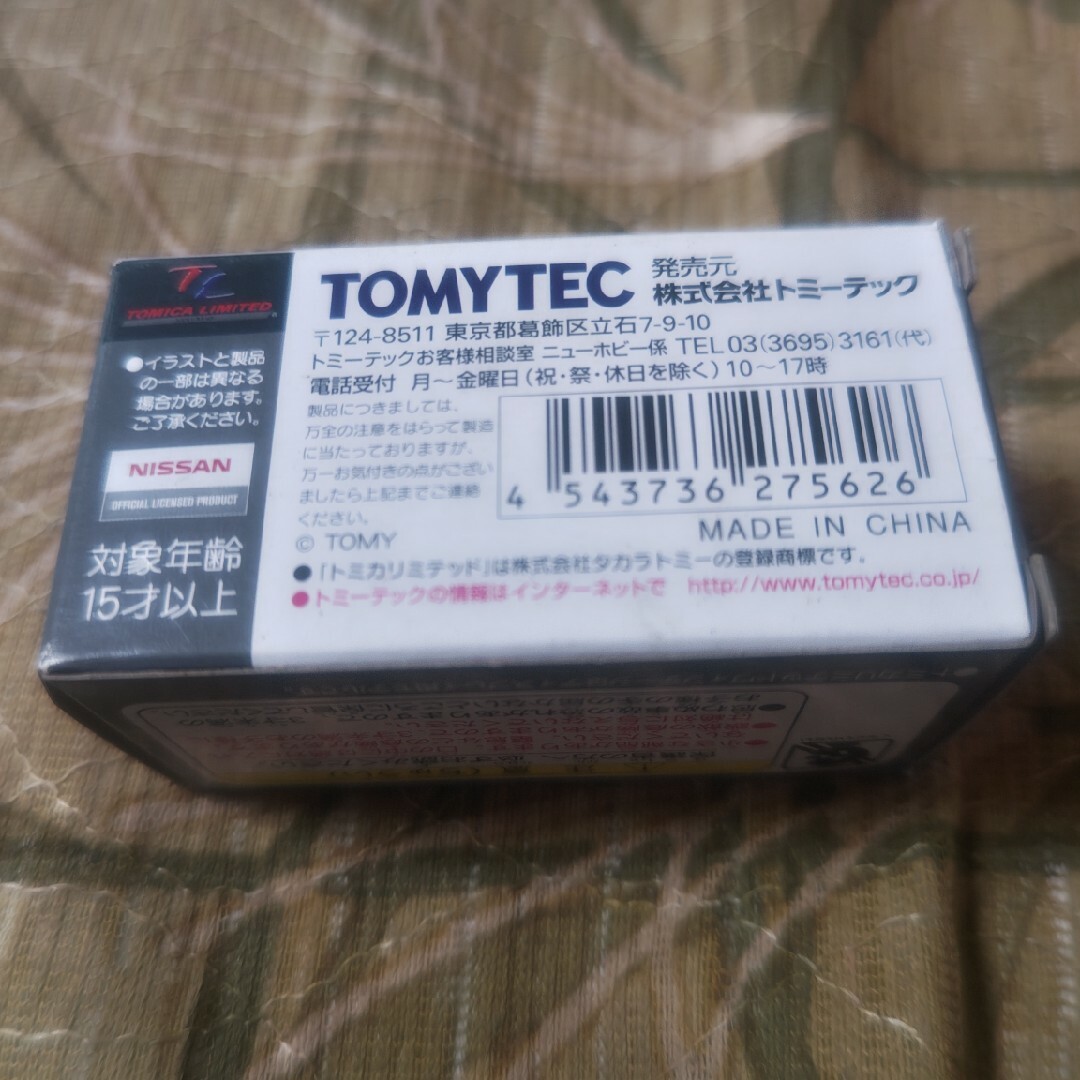 TC
TOMICA LIMITED
●イラストと製品
の一部は異なる
場合があります。
ご了承ください。
NISSAN
OFFICIAL LICENSED PRODUCT
対象年齢
15才以上
TOMYTEC 発売元
株式会社トミーテック
〒124-8511 東京都葛飾区立石7-9-10
トミーテックお客様相談室 ニューホビー係 TEL 03(3695)3161(代)
電話受付 月〜金曜日(祝・祭・休日を除く)10〜17時
製品につきましては、
万全の注意をはらって製造
に当たっておりますが、
万一お気付きの点がござい
ましたら上記までご連絡
ください。
© TOMY
4 543736 275626
MADE IN CHINA
●「トミカリミテッド」は株式会社タカラトミーの登録商標です。
●トミーテックの情報はインターネットで http://www.tomytec.co.jp/